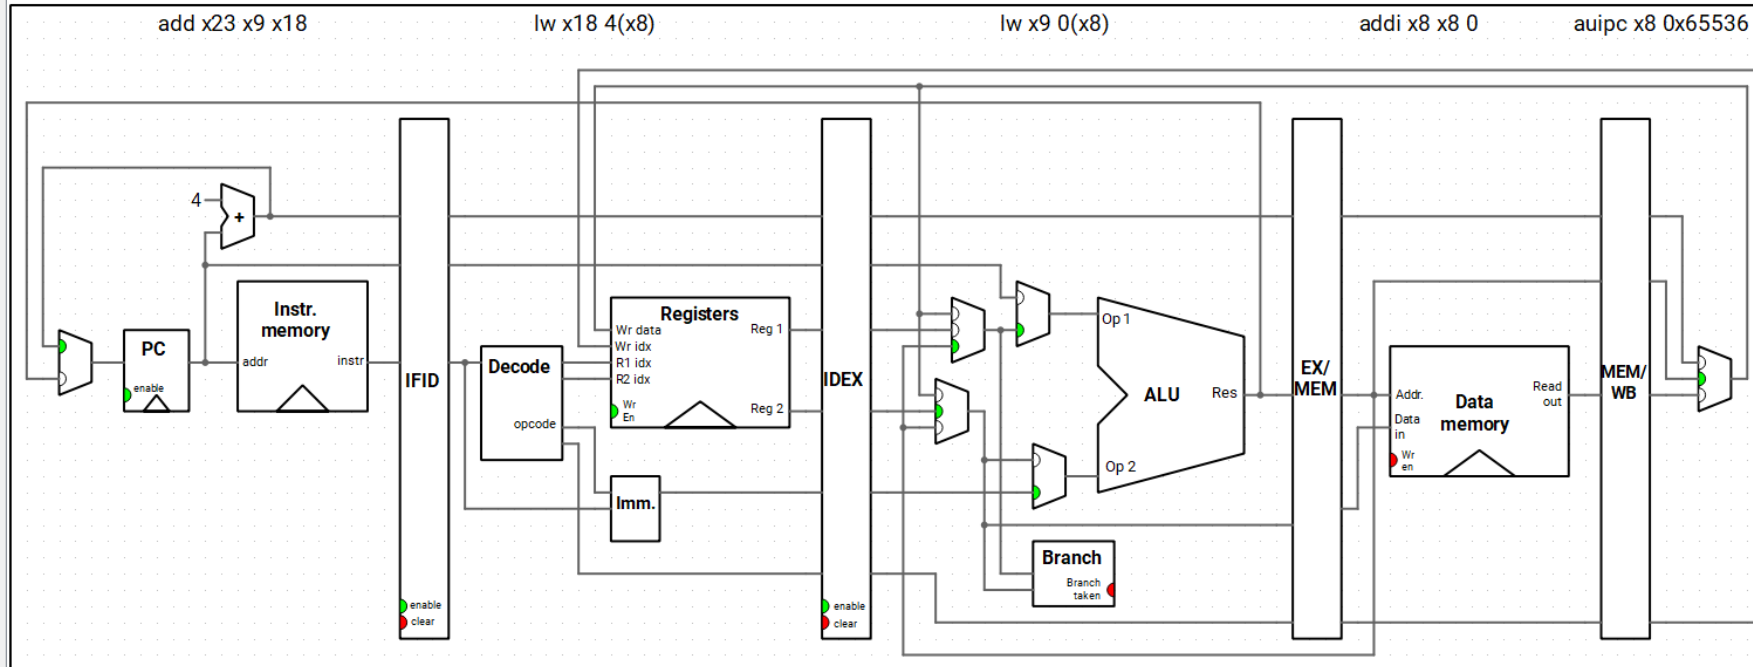 add x23 x9 x18
lw x18 4(x8)
lw x9 0(x8)
addi x8 x8 0
auipc x8 0x65536
4
+
Instr.
memory
addr
instr
PC
enable
IFID
enable
clear
Decode
opcode
Registers
Wr data
Wr idx
R1 idx
R2 idx
Wr
En
Reg 1
Reg 2
Imm.
IDEX
enable
clear
Op 1
Op 2
ALU
Res
Branch
Branch
taken
EX/
MEM
Addr.
Data
in
Wr
en
Data
memory
Read
out
MEM/
WB